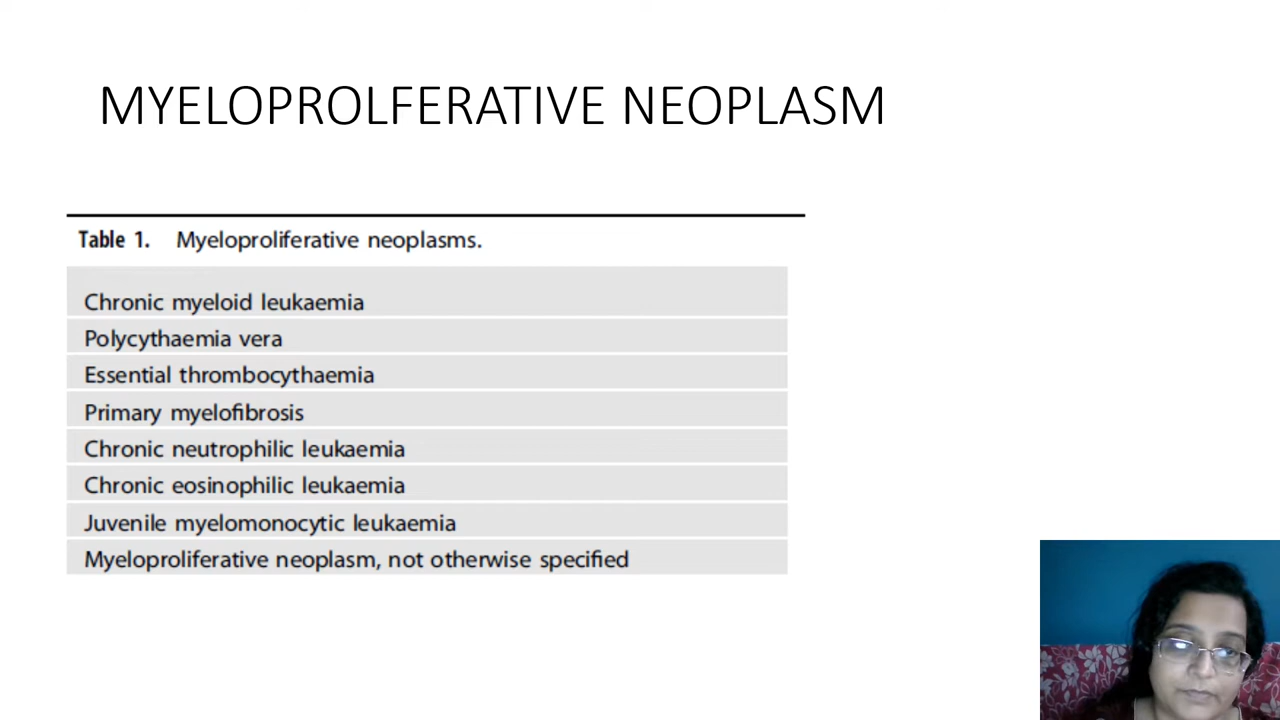 MYELOPROLFERATIVE NEOPLASM
Table 1. Myeloproliferative neoplasms.
Chronic myeloid leukaemia
Polycythaemia vera
Essential thrombocythaemia
Primary myelofibrosis
Chronic neutrophilic leukaemia
Chronic eosinophilic leukaemia
Juvenile myelomonocytic leukaemia
Myeloproliferative neoplasm, not otherwise specified